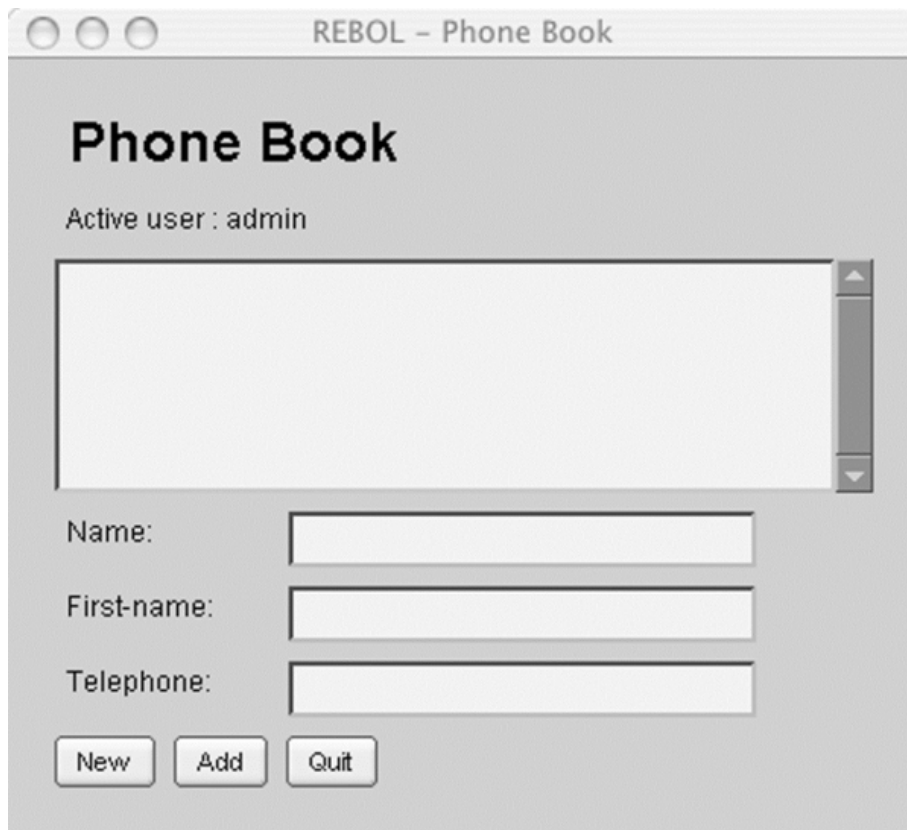 REBOL – Phone Book
Phone Book
Active user : admin
Name:
First-name:
Telephone:
New Add Quit